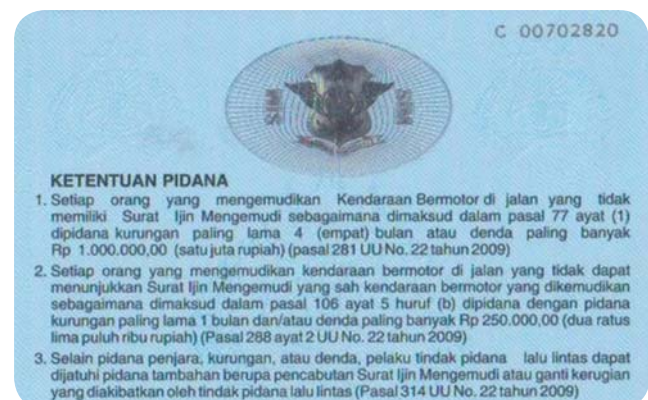 C 00702820
SIM SIM
KETENTUAN PIDANA
1. Setiap orang yang mengemudikan Kendaraan Bermotor di jalan yang tidak
memiliki Surat Ijin Mengemudi sebagaimana dimaksud dalam pasal 77 ayat (1)
dipidana kurungan paling lama 4 (empat) bulan atau denda paling banyak
Rp 1.000.000,00 (satu juta rupiah) (pasal 281 UU No. 22 tahun 2009)
2. Setiap orang yang mengemudikan kendaraan bermotor di jalan yang tidak dapat
menunjukkan Surat Ijin Mengemudi yang sah kendaraan bermotor yang dikemudikan
sebagaimana dimaksud dalam pasal 106 ayat 5 huruf (b) dipidana dengan pidana
kurungan paling lama 1 bulan dan/atau denda paling banyak Rp 250.000,00 (dua ratus
lima puluh ribu rupiah) (Pasal 288 ayat 2 UU No. 22 tahun 2009)
3. Selain pidana penjara, kurungan, atau denda, pelaku tindak pidana lalu lintas dapat
dijatuhi pidana tambahan berupa pencabutan Surat Ijin Mengemudi atau ganti kerugian
yang diakibatkan oleh tindak pidana lalu lintas (Pasal 314 UU No. 22 tahun 2009)